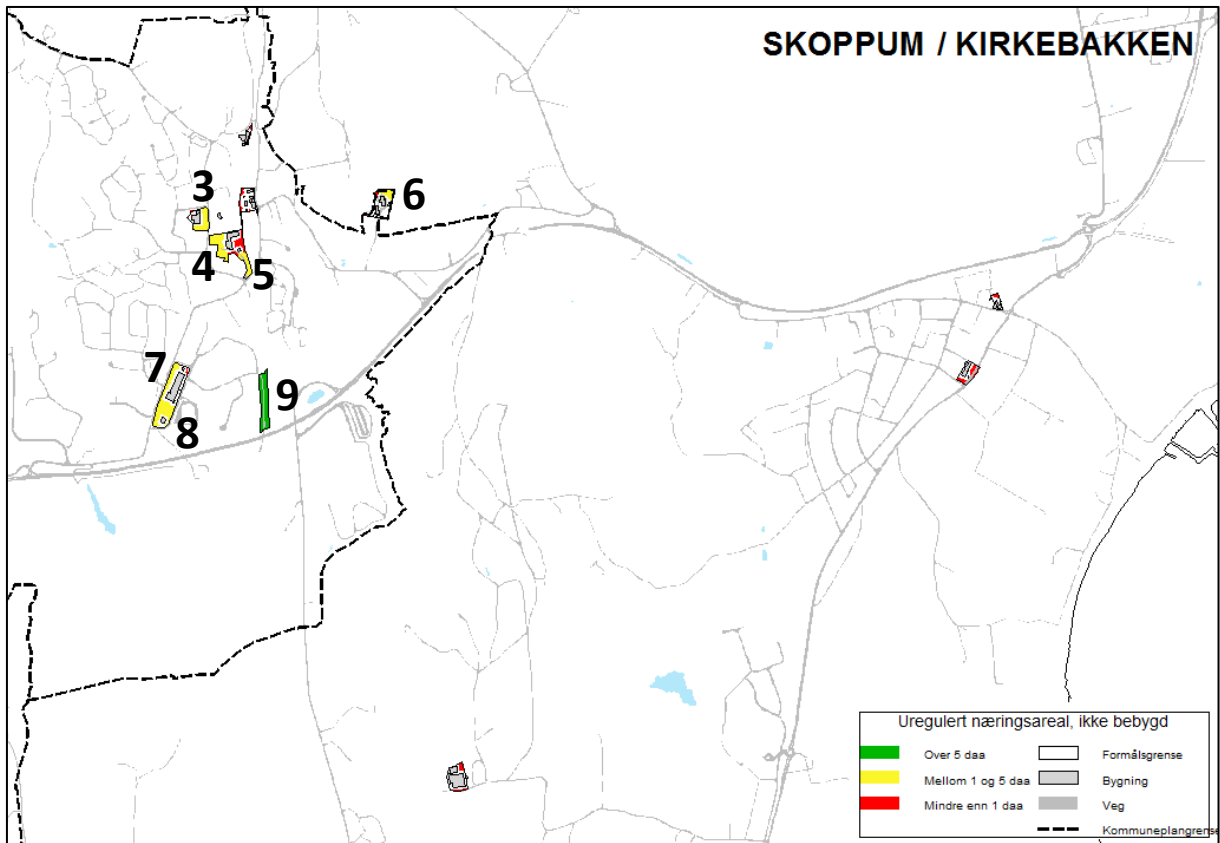 SKOPPUM / KIRKEBAKKEN
3
6
4
5
7
9
8
Uregulert næringsareal, ikke bebygd
Over 5 daa
Formålsgrense
Mellom 1 og 5 daa
Bygning
Mindre enn 1 daa
Veg
Kommuneplangrense